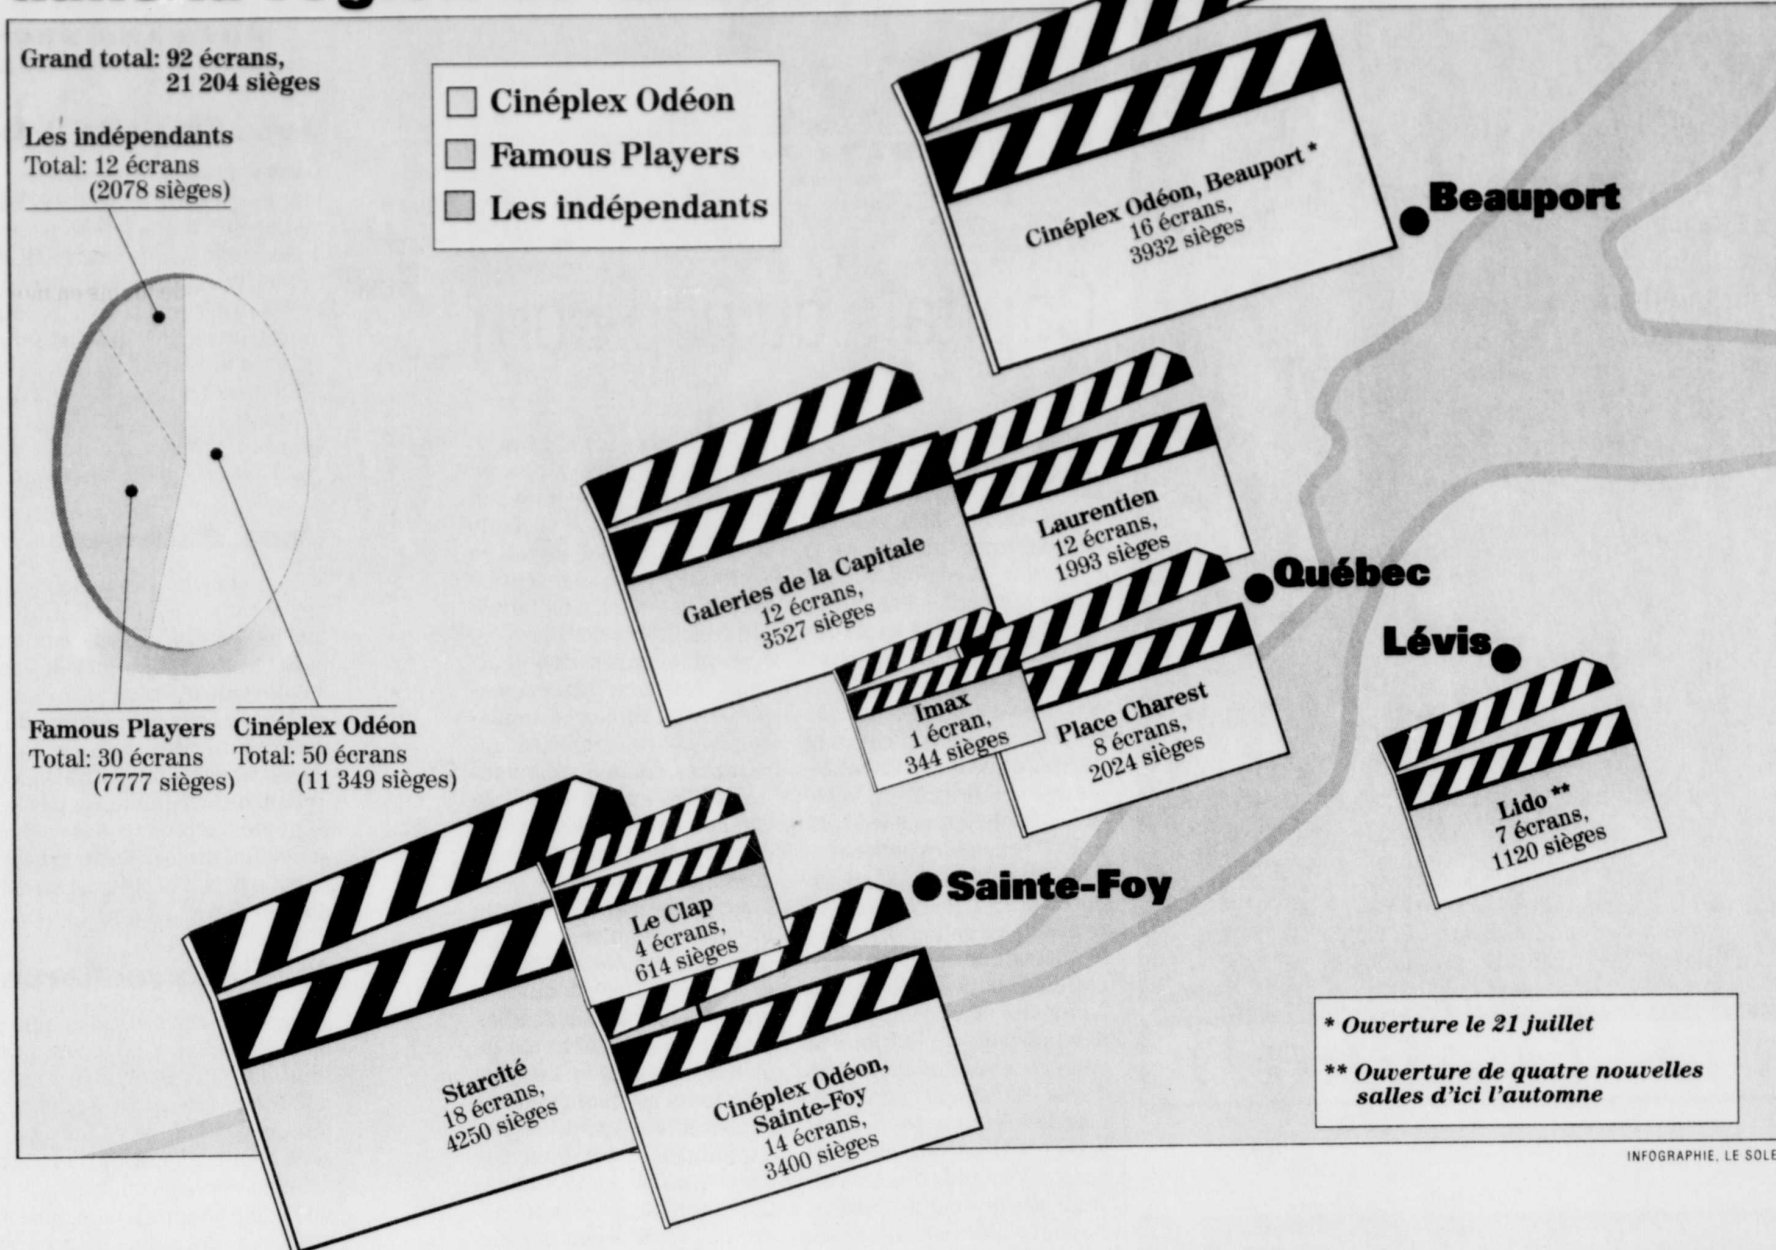 Grand total: 92 écrans,
21 204 sièges
Les indépendants
Total: 12 écrans
(2078 sièges)
Cinéplex Odéon
Famous Players
Les indépendants
Cinéplex Odéon, Beauport *
16 écrans,
3932 sièges
Beauport
Galeries de la Capitale
12 écrans,
3527 sièges
Laurentien
12 écrans,
1993 sièges
Québec
Imax
1 écran,
344 sièges
Place Charest
8 écrans,
2024 sièges
Lévis
Lido **
7 écrans,
1120 sièges
Famous Players
Total: 30 écrans
(7777 sièges)
Cinéplex Odéon
Total: 50 écrans
(11 349 sièges)
Sainte-Foy
Le Clap
4 écrans,
614 sièges
Starcité
18 écrans,
4250 sièges
Cinéplex Odéon,
Sainte-Foy
14 écrans,
3400 sièges
* Ouverture le 21 juillet
** Ouverture de quatre nouvelles
salles d'ici l'automne
INFOGRAPHIE, LE SOLE